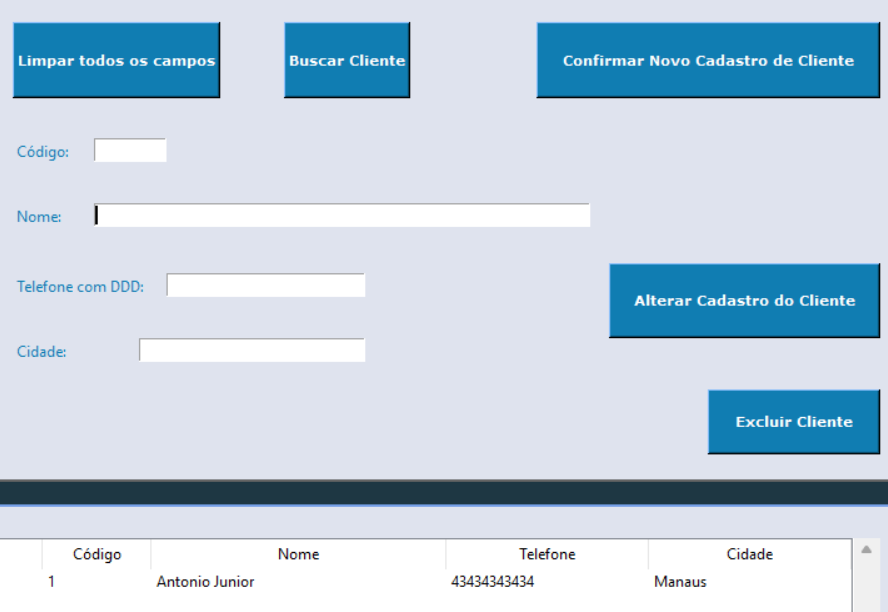 Limpar todos os campos
Buscar Cliente
Confirmar Novo Cadastro de Cliente
Código:
Nome:
Telefone com DDD:
Alterar Cadastro do Cliente
Cidade:
Excluir Cliente
Código Nome Telefone Cidade
1 Antonio Junior 43434343434 Manaus